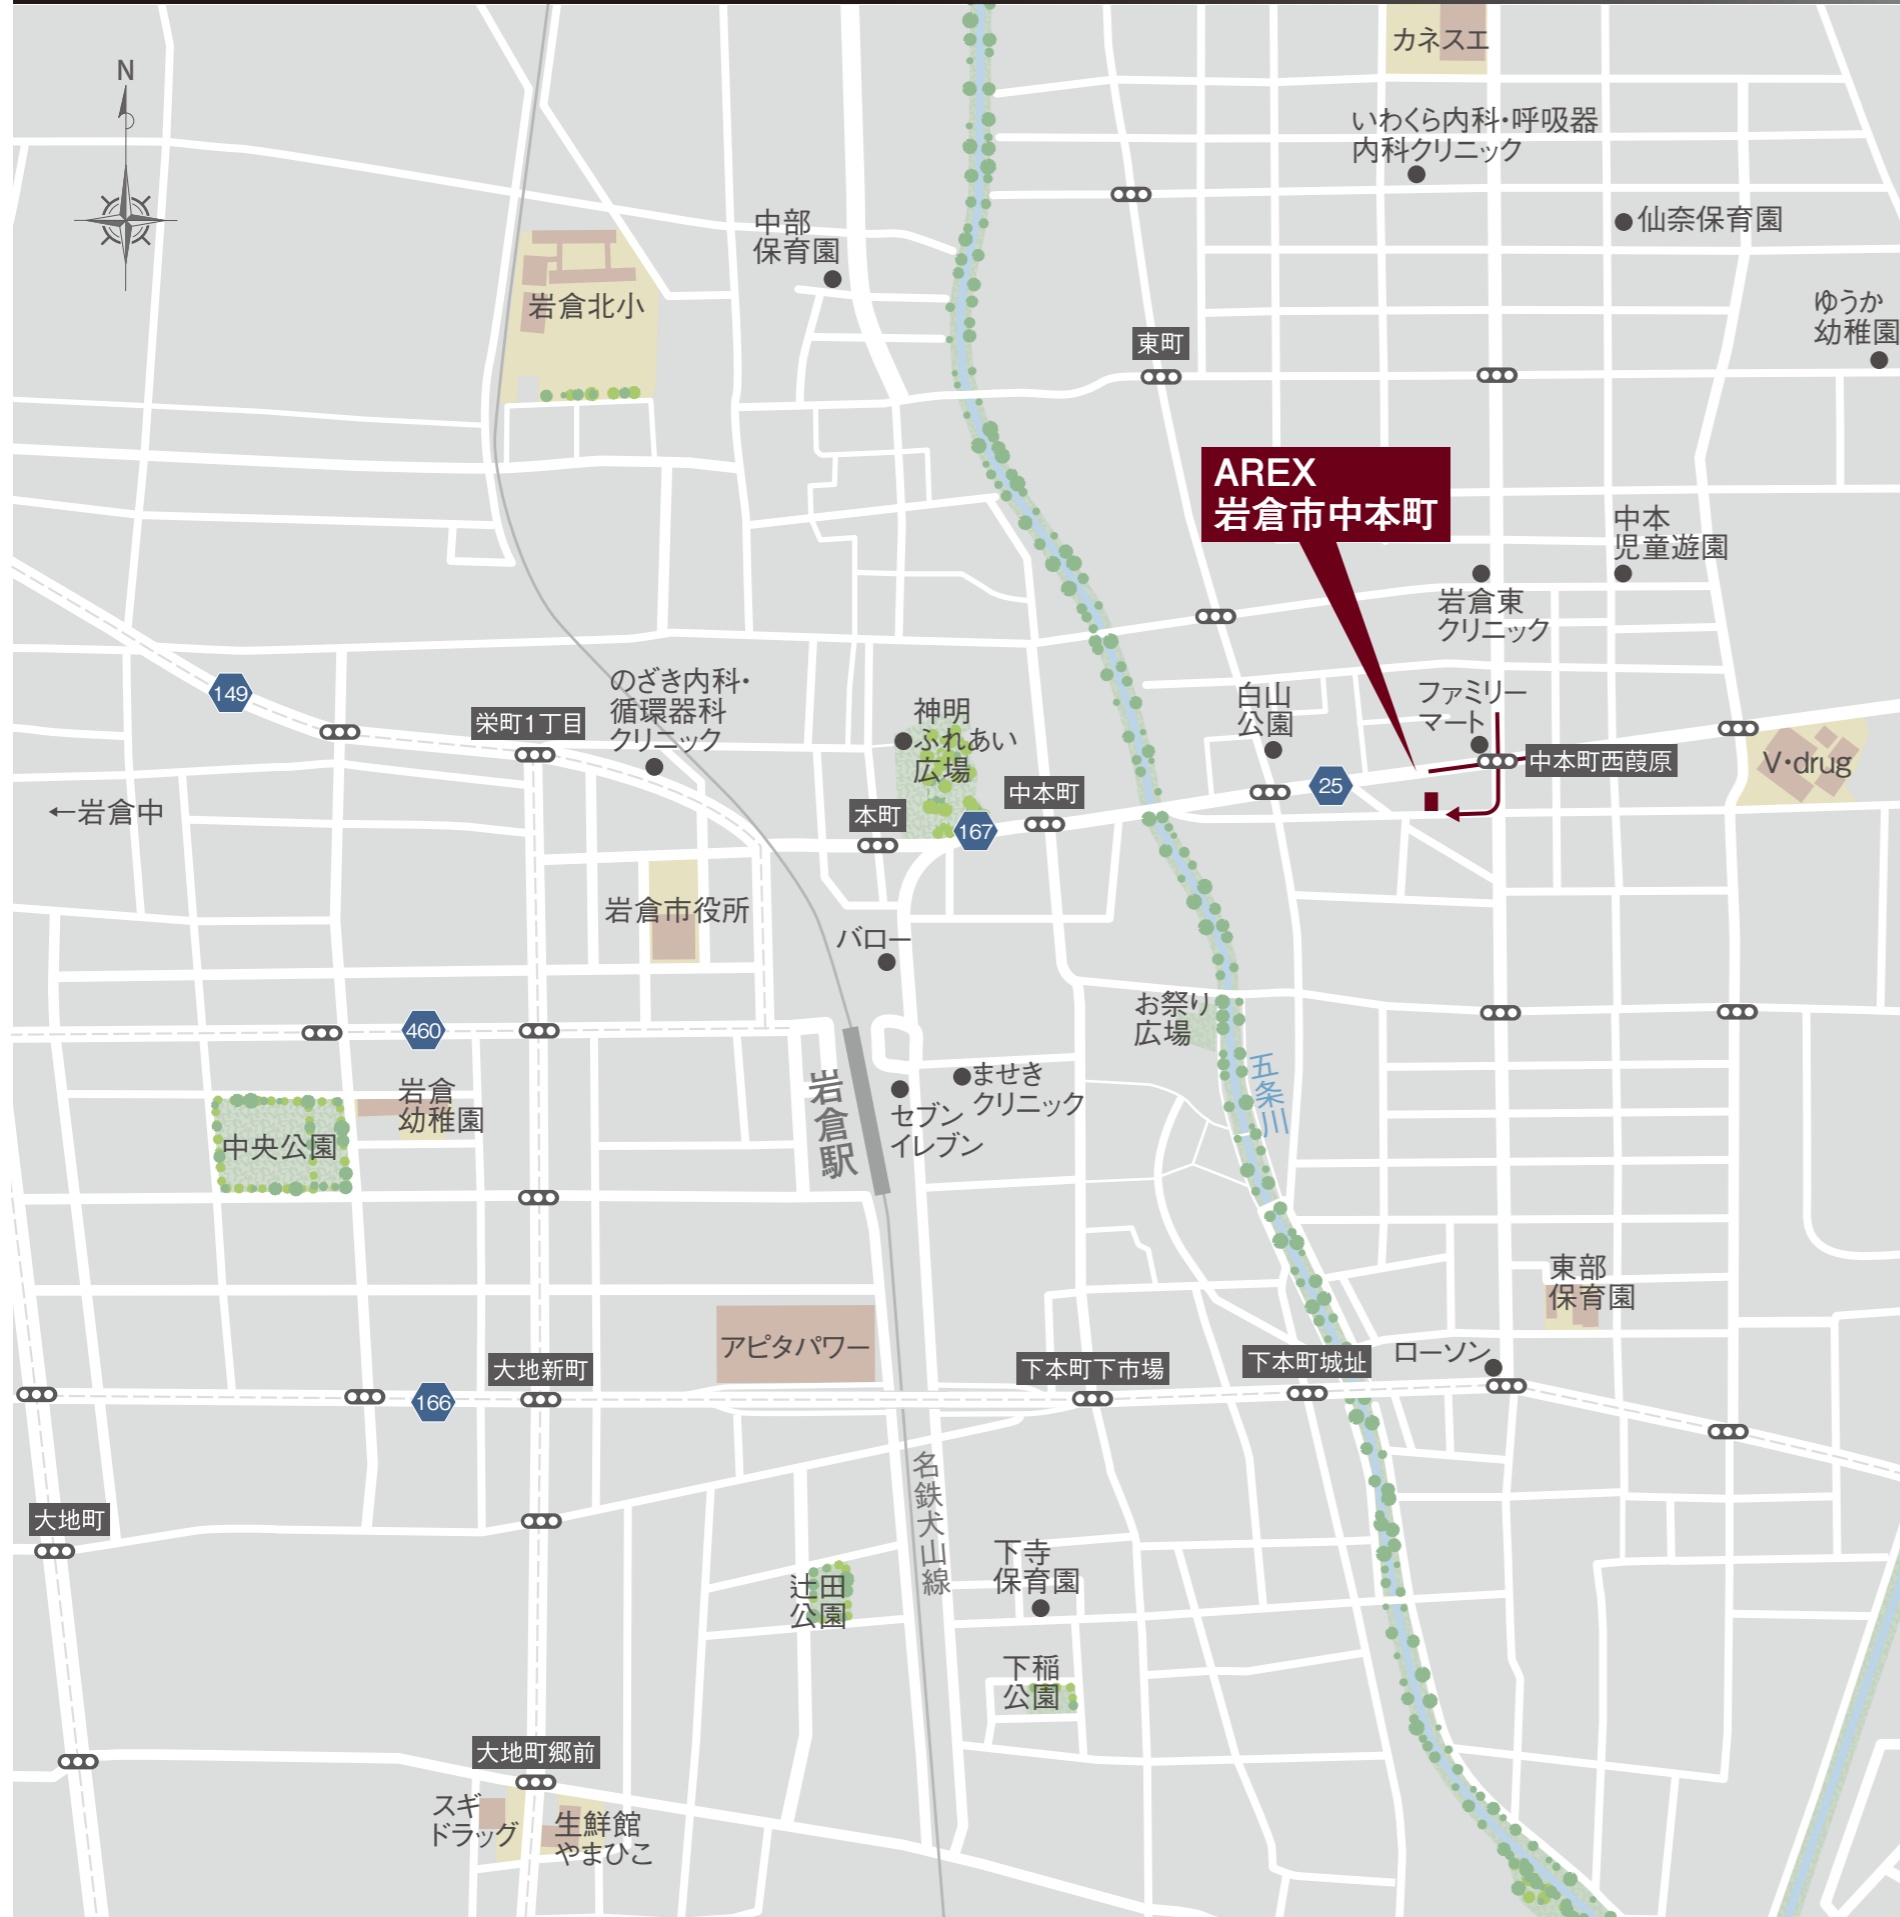 カネスエ
N
いわくら内科・呼吸器
内科クリニック
仙奈保育園
中部
保育園
岩倉北小
ゆうか
幼稚園
東町
AREX
岩倉市中本町
中本
児童遊園
岩倉東
クリニック
149
のざき内科・
循環器科
クリニック
栄町1丁目
神明
ふれあい
広場
白山
公園
ファミリー
マート
中本町西葭原
V・drug
←岩倉中
本町
中本町
167
25
岩倉市役所
バロー
お祭り
広場
460
五条川
岩倉
幼稚園
中央公園
岩倉駅
ませき
クリニック
セブン
イレブン
東部
保育園
アピタパワー
大地新町
下本町下市場
下本町城址
ローソン
166
名鉄犬山線
大地町
下寺
保育園
辻田
公園
下稲
公園
大地町郷前
スギ
ドラッグ
生鮮館
やまひこ